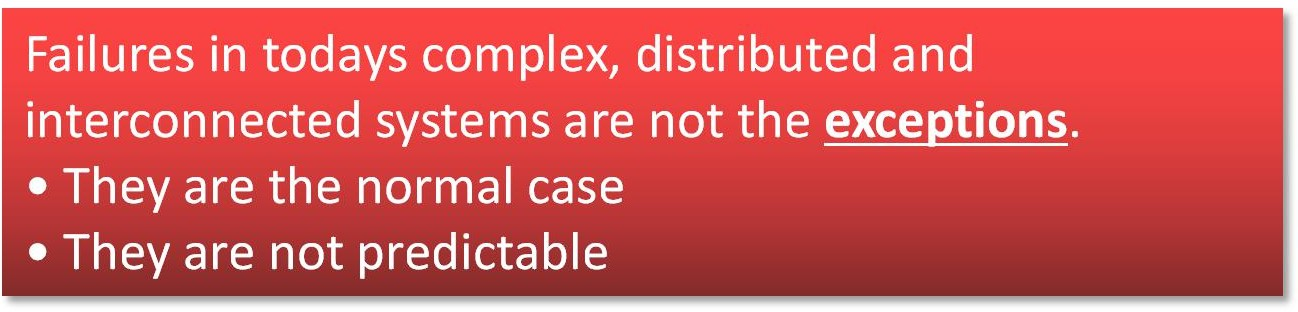 Failures in todays complex, distributed and
interconnected systems are not the exceptions.
• They are the normal case
• They are not predictable